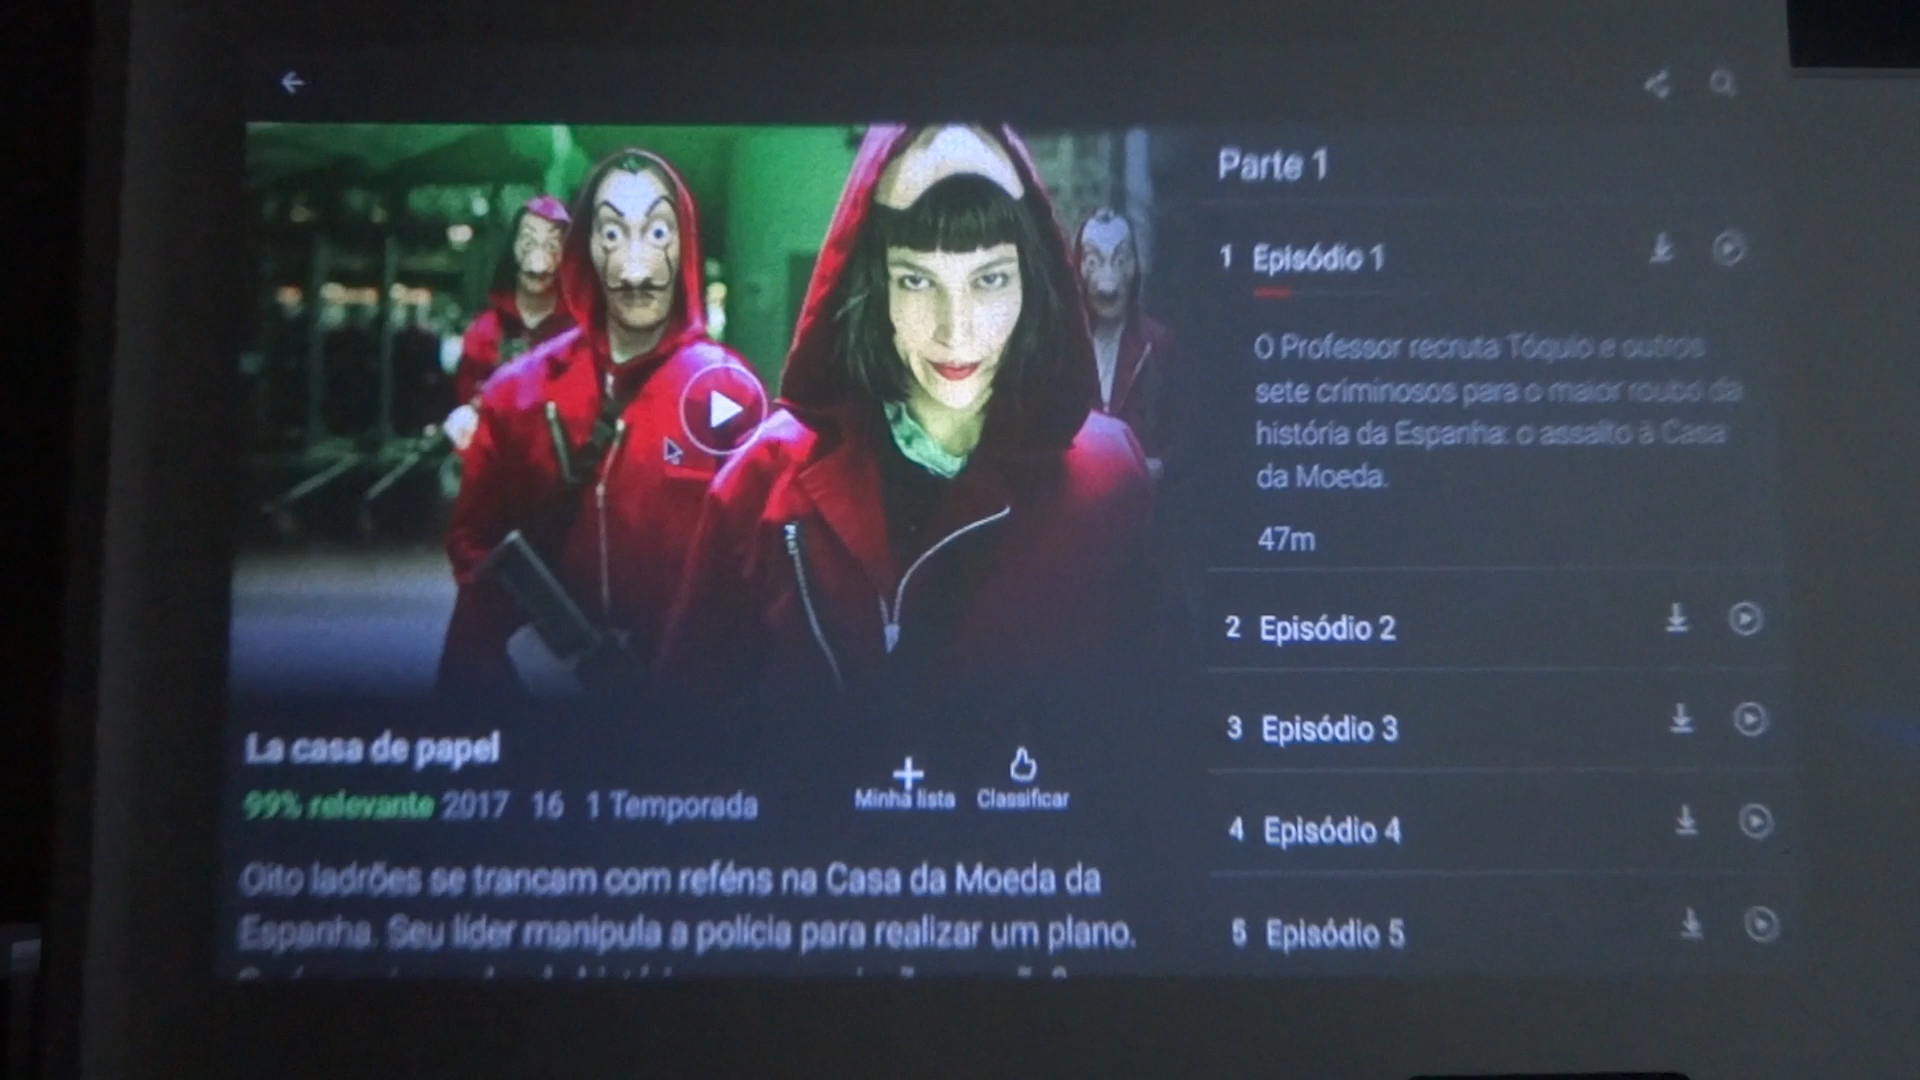 La casa de papel
99% relevante 2017 16 1 Temporada
Minha lista
Classificar
Oito ladrões se trancam com reféns na Casa da Moeda da
Espanha. Seu líder manipula a polícia para realizar um plano.
Parte 1
1 Episódio 1
O Professor recruta Tóquio e outros
sete criminosos para o maior roubo da
história da Espanha: o assalto à Casa
da Moeda.
47m
2 Episódio 2
3 Episódio 3
4 Episódio 4
5 Episódio 5